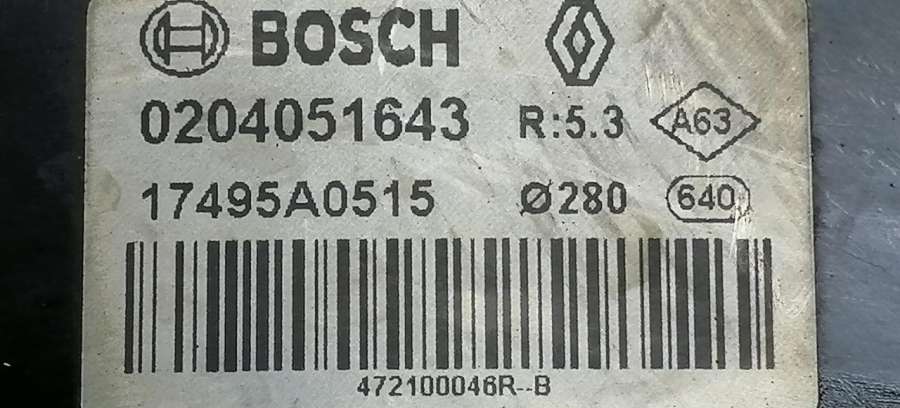 BOSCH
0204051643 R:5.3 A63
17495A0515 Ø280 640
472100046R--B